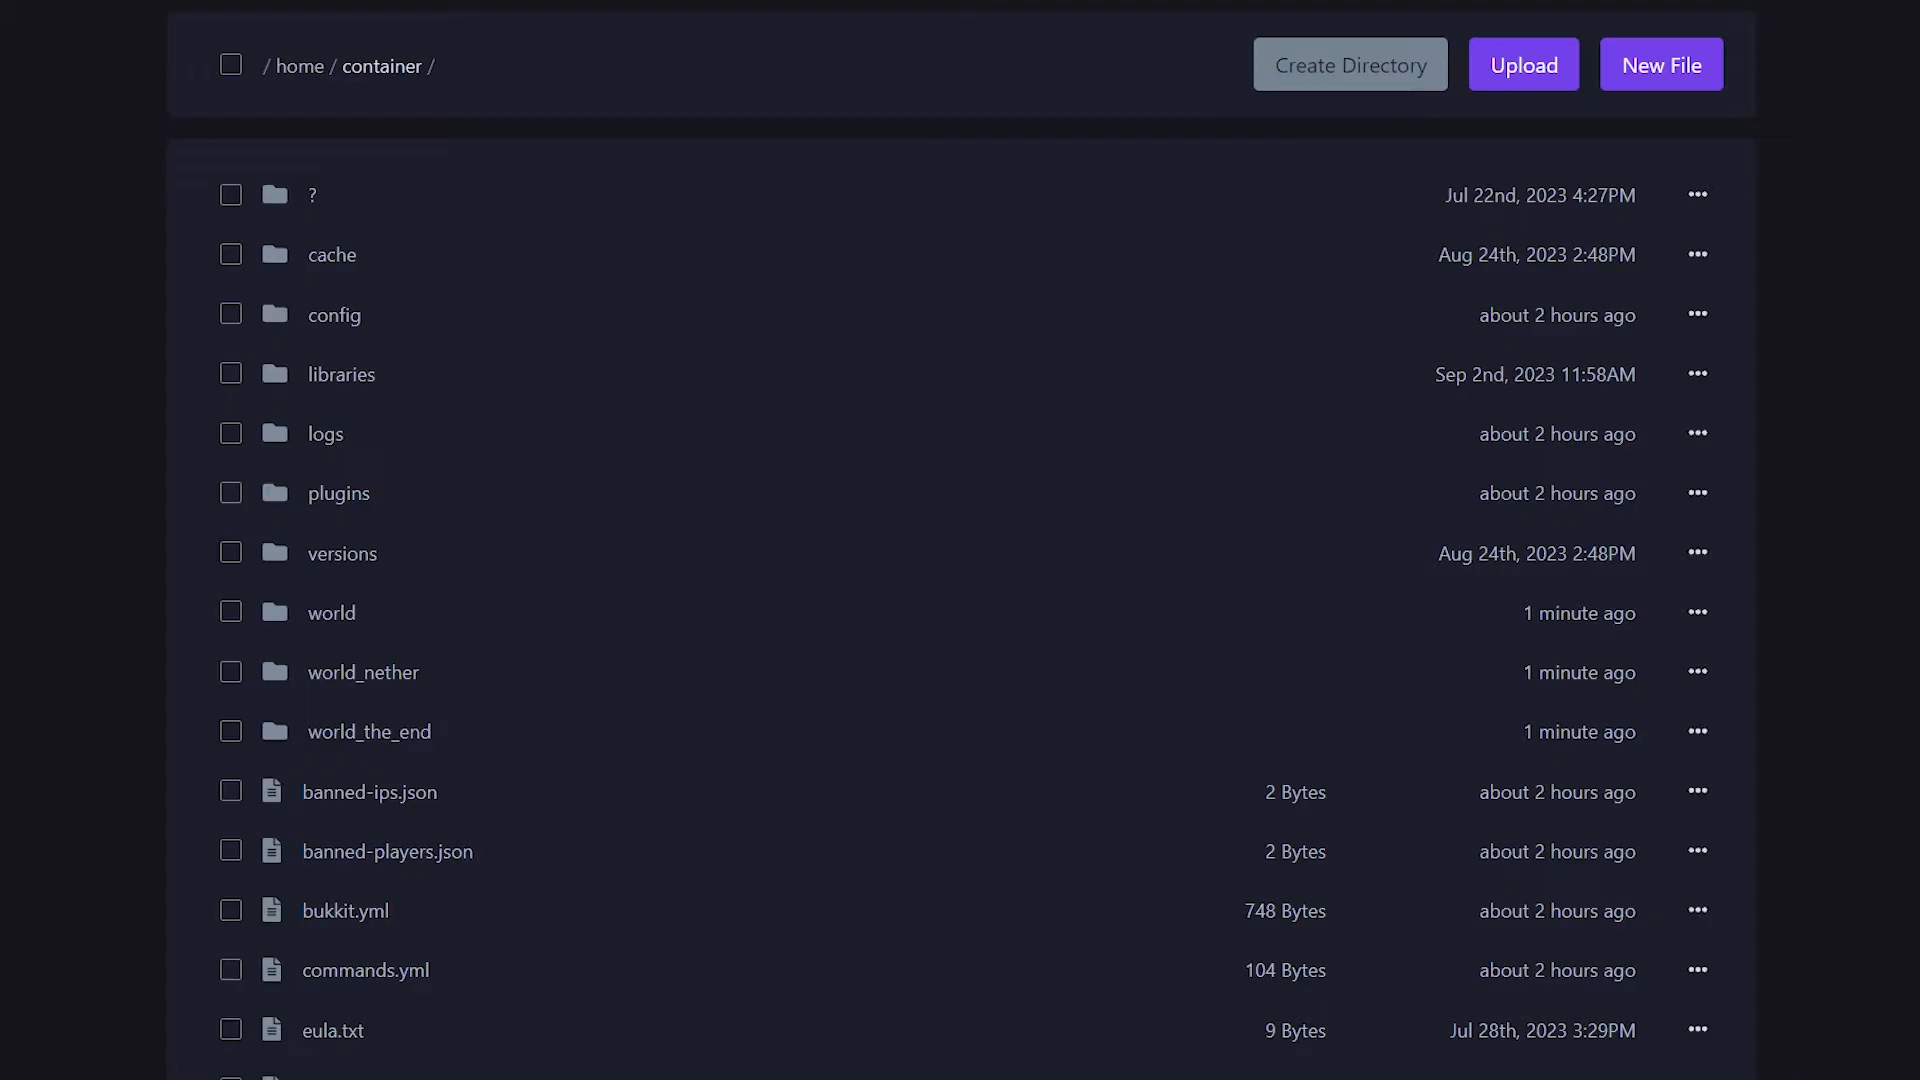 / home / container /
Create Directory
Upload
New File
? Jul 22nd, 2023 4:27PM
cache Aug 24th, 2023 2:48PM
config about 2 hours ago
libraries Sep 2nd, 2023 11:58AM
logs about 2 hours ago
plugins about 2 hours ago
versions Aug 24th, 2023 2:48PM
world 1 minute ago
world_nether 1 minute ago
world_the_end 1 minute ago
banned-ips.json 2 Bytes about 2 hours ago
banned-players.json 2 Bytes about 2 hours ago
bukkit.yml 748 Bytes about 2 hours ago
commands.yml 104 Bytes about 2 hours ago
eula.txt 9 Bytes Jul 28th, 2023 3:29PM